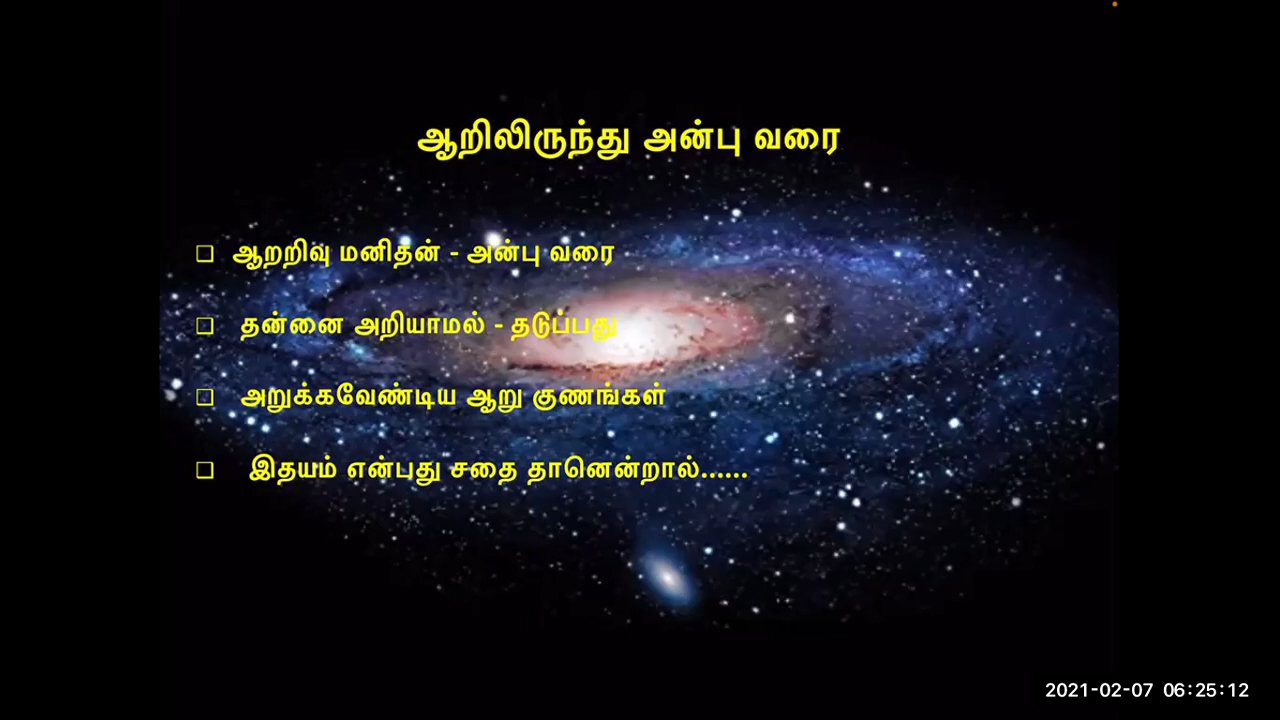 ஆறிலிருந்து அன்பு வரை
ஆறறிவு மனிதன் - அன்பு வரை
தன்னை அறியாமல் - தடுப்பது
அறுக்கவேண்டிய ஆறு குணங்கள்
இதயம் என்பது சதை தானென்றால்......
2021-02-07 06:25:12